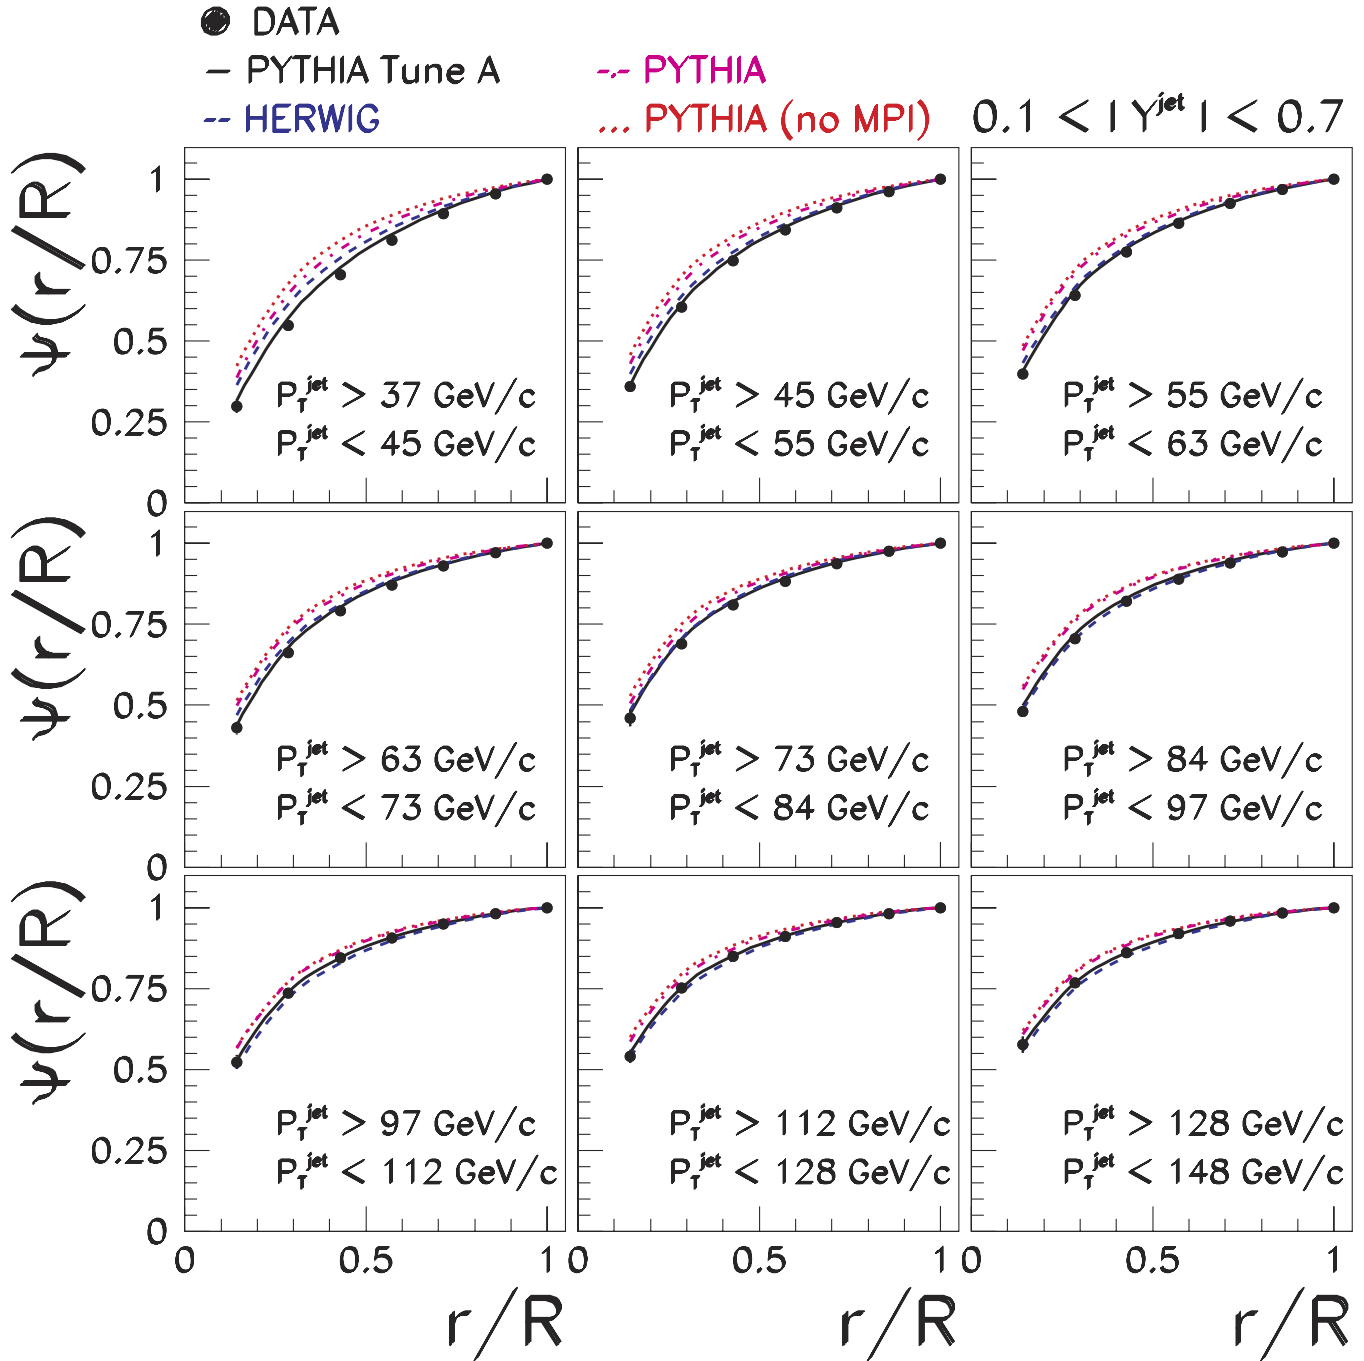 DATA
PYTHIA Tune A
PYTHIA
HERWIG
PYTHIA (no MPI)
0.1 < | Y^jet | < 0.7
ψ(r/R)
1
0.75
0.5
0.25
0
P_T^jet > 37 GeV/c
P_T^jet < 45 GeV/c
P_T^jet > 45 GeV/c
P_T^jet < 55 GeV/c
P_T^jet > 55 GeV/c
P_T^jet < 63 GeV/c
ψ(r/R)
1
0.75
0.5
0.25
0
P_T^jet > 63 GeV/c
P_T^jet < 73 GeV/c
P_T^jet > 73 GeV/c
P_T^jet < 84 GeV/c
P_T^jet > 84 GeV/c
P_T^jet < 97 GeV/c
ψ(r/R)
1
0.75
0.5
0.25
0
P_T^jet > 97 GeV/c
P_T^jet < 112 GeV/c
P_T^jet > 112 GeV/c
P_T^jet < 128 GeV/c
P_T^jet > 128 GeV/c
P_T^jet < 148 GeV/c
0 0.5 1 0 0.5 1 0 0.5 1
r/R r/R r/R